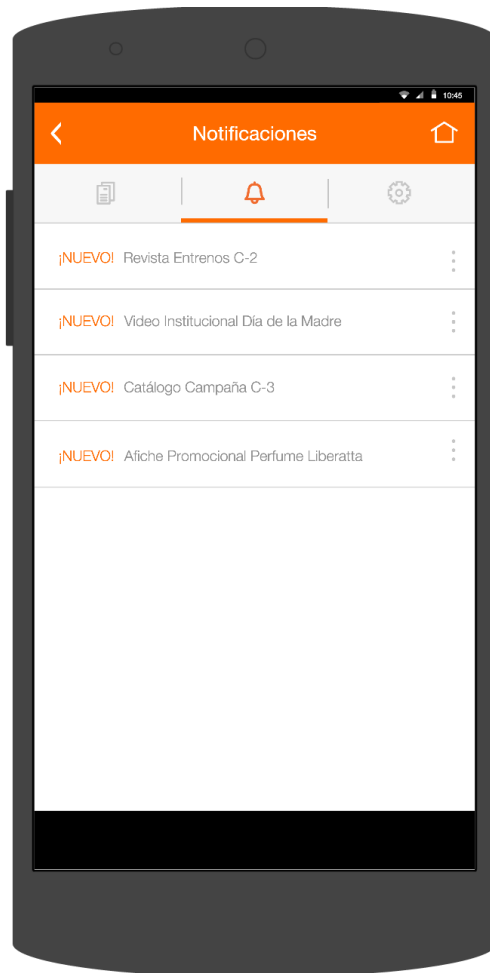 10:45
Notificaciones
¡NUEVO! Revista Entrenos C-2
¡NUEVO! Video Institucional Día de la Madre
¡NUEVO! Catálogo Campaña C-3
¡NUEVO! Afiche Promocional Perfume Liberatta